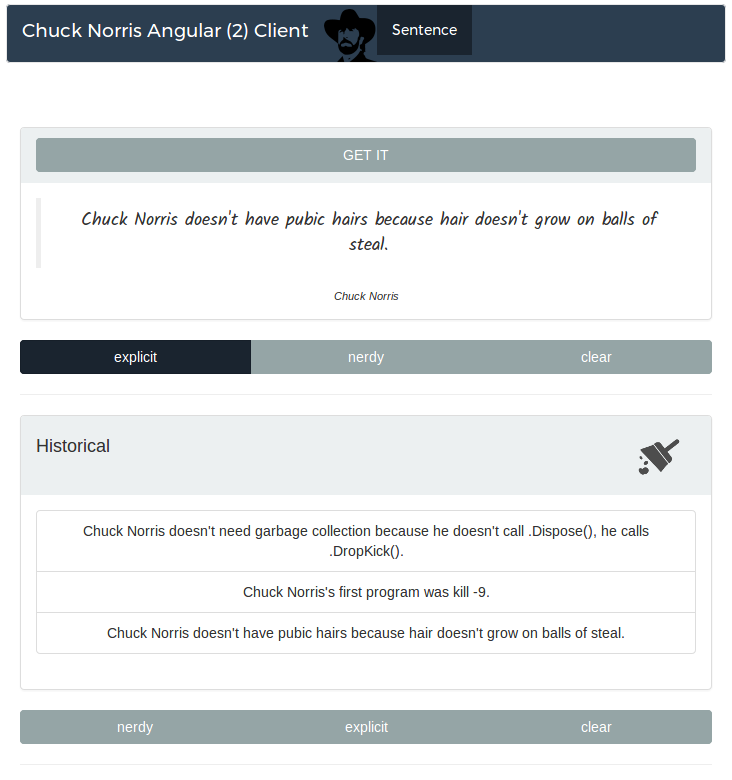 Chuck Norris Angular (2) Client
Sentence
GET IT
Chuck Norris doesn't have pubic hairs because hair doesn't grow on balls of
steal.
Chuck Norris
explicit
nerdy
clear
Historical
Chuck Norris doesn't need garbage collection because he doesn't call .Dispose(), he calls
.DropKick().
Chuck Norris's first program was kill -9.
Chuck Norris doesn't have pubic hairs because hair doesn't grow on balls of steal.
nerdy
explicit
clear